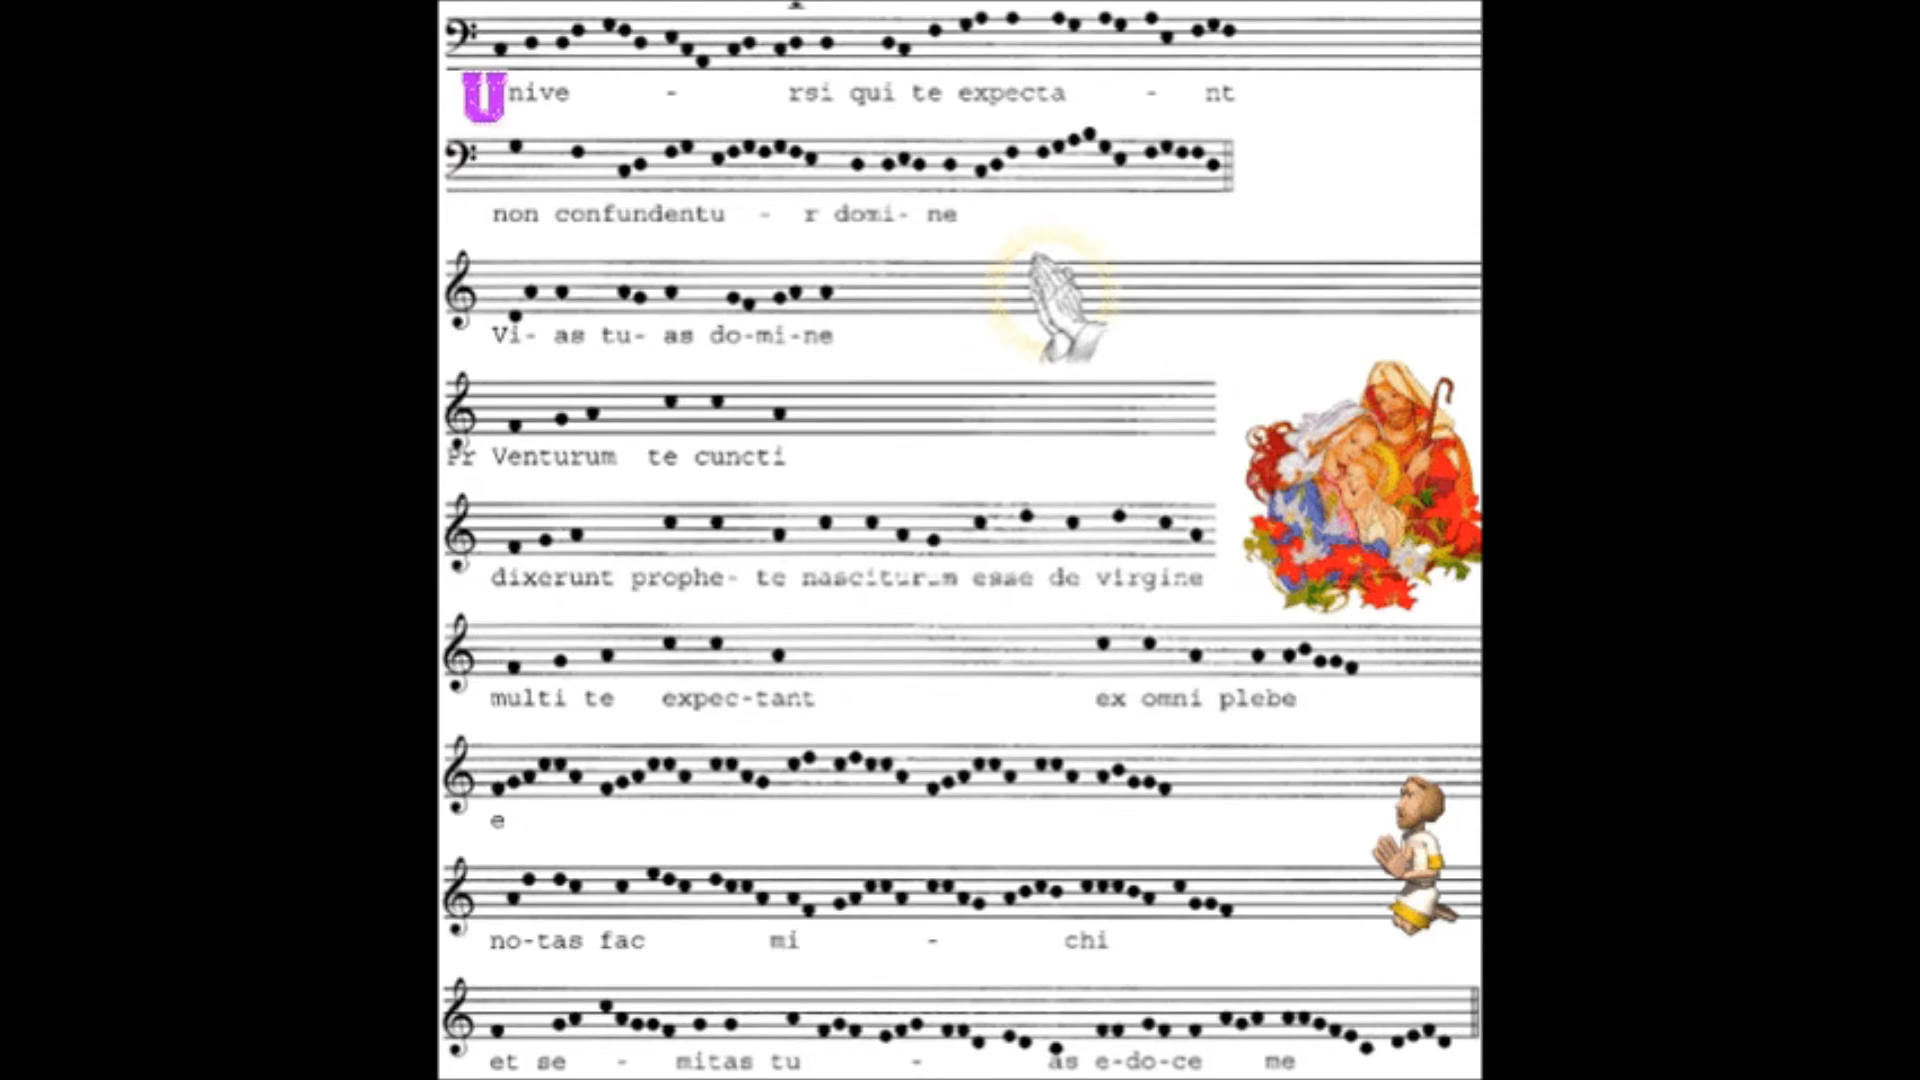 Unive - rsi qui te expecta - nt
non confundentu - r domi- ne
Vi- as tu- as do-mi-ne
Pr Venturum te cuncti
dixerunt prophe- te nasciturum esse de virgine
multi te expec-tant ex omni plebe
e
no-tas fac mi - chi
et se - mitas tu - as e-do-ce me